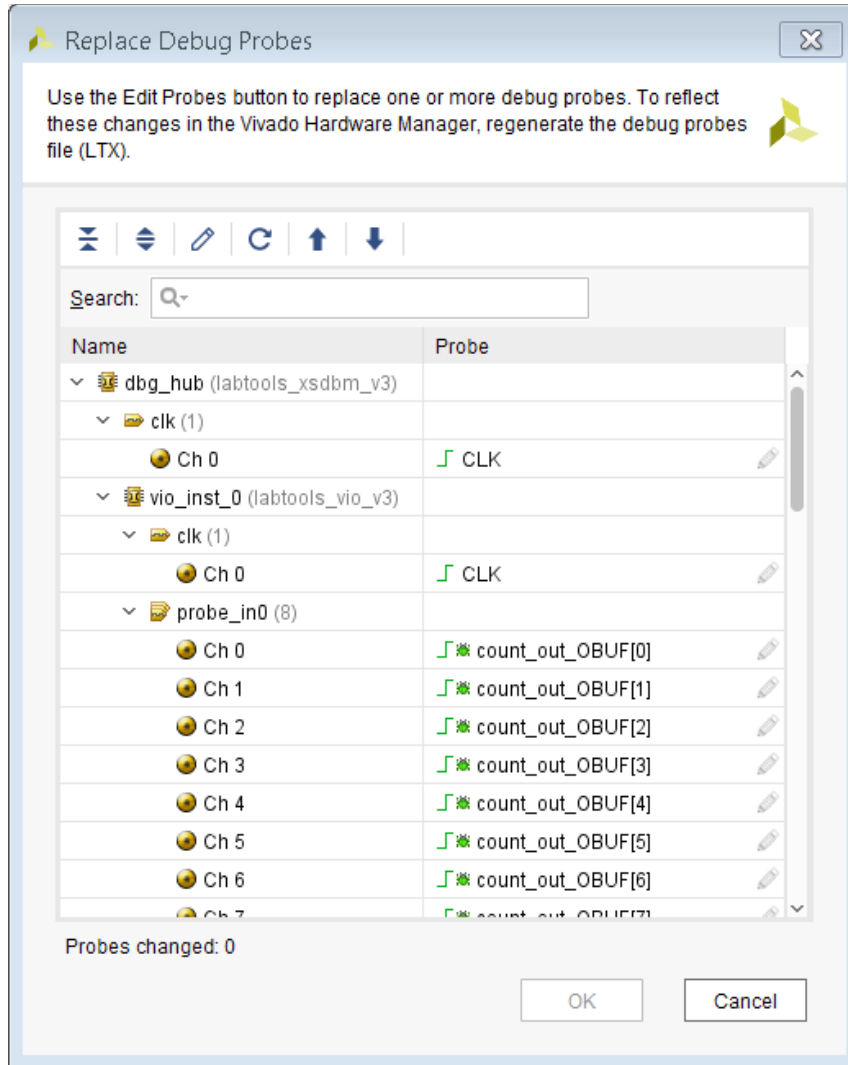 Replace Debug Probes
Use the Edit Probes button to replace one or more debug probes. To reflect
these changes in the Vivado Hardware Manager, regenerate the debug probes
file (LTX).
Search:
Name Probe
dbg_hub (labtools_xsdbm_v3)
clk (1)
Ch 0 CLK
vio_inst_0 (labtools_vio_v3)
clk (1)
Ch 0 CLK
probe_in0 (8)
Ch 0 count_out_OBUF[0]
Ch 1 count_out_OBUF[1]
Ch 2 count_out_OBUF[2]
Ch 3 count_out_OBUF[3]
Ch 4 count_out_OBUF[4]
Ch 5 count_out_OBUF[5]
Ch 6 count_out_OBUF[6]
Ch 7 count_out_OBUF[7]
Probes changed: 0
OK Cancel